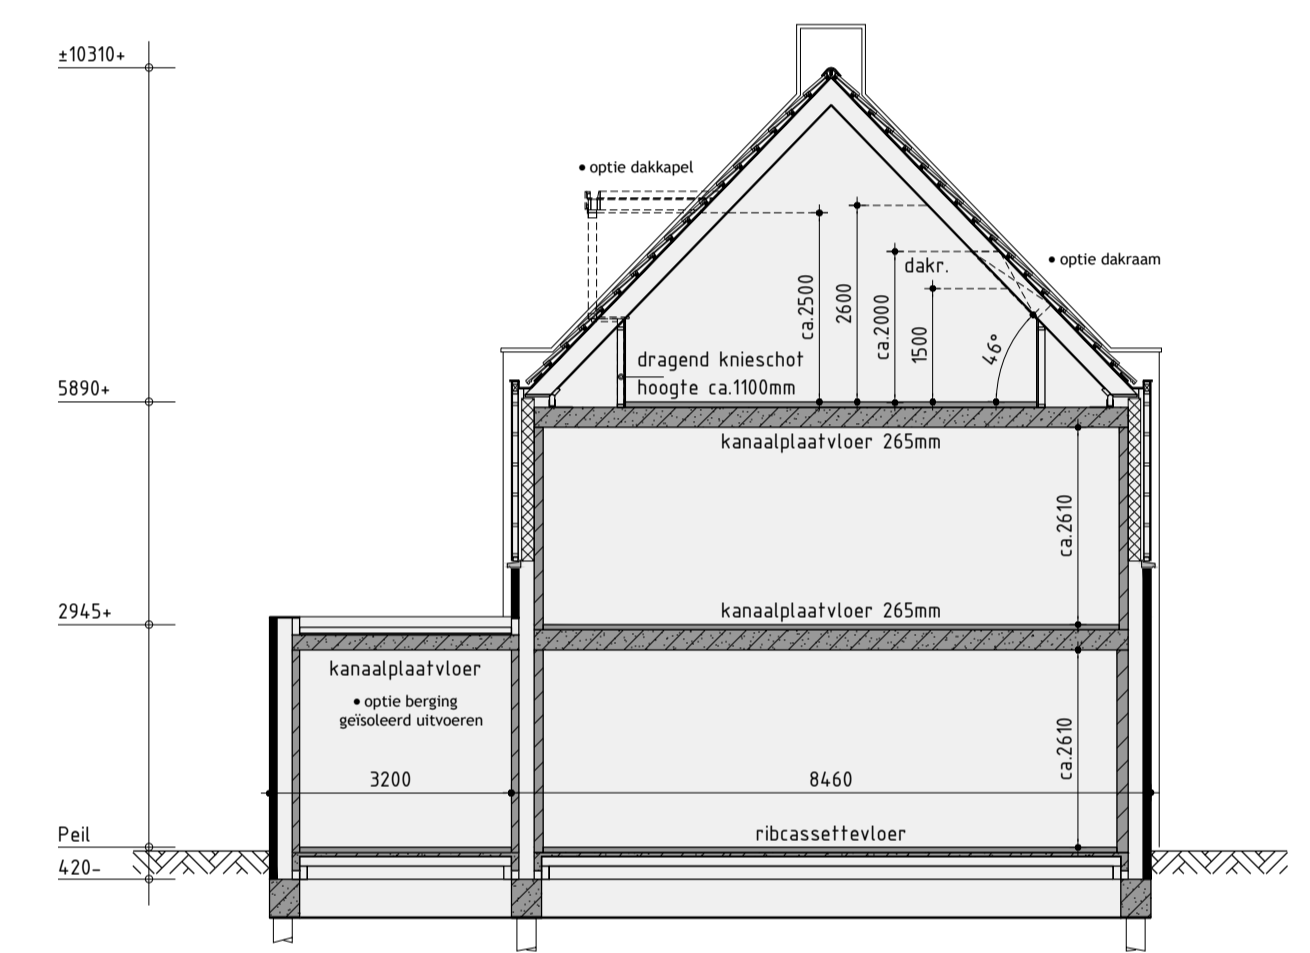 ±10310+
• optie dakkapel
• optie dakraam
dakr.
ca.2500
2600
ca.2000
1500
46°
dragend knieschot
hoogte ca.1100mm
5890+
kanaalplaatvloer 265mm
ca.2610
kanaalplaatvloer 265mm
2945+
kanaalplaatvloer
• optie berging
geïsoleerd uitvoeren
ca.2610
3200
8460
ribcassettevloer
Peil
420-